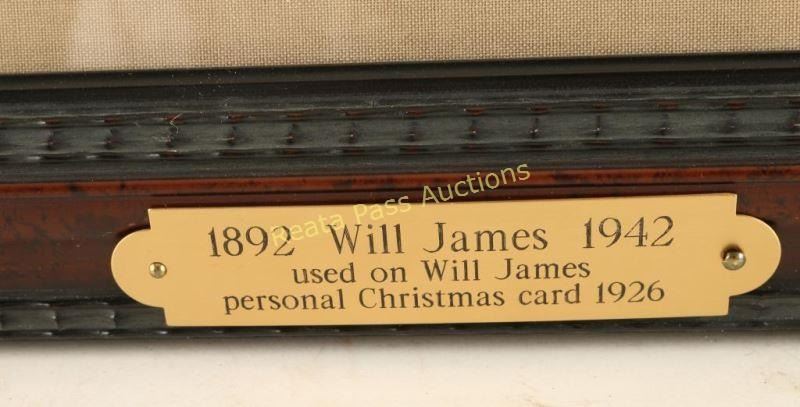 Reata Pass Auctions
1892 Will James 1942
used on Will James
personal Christmas card 1926